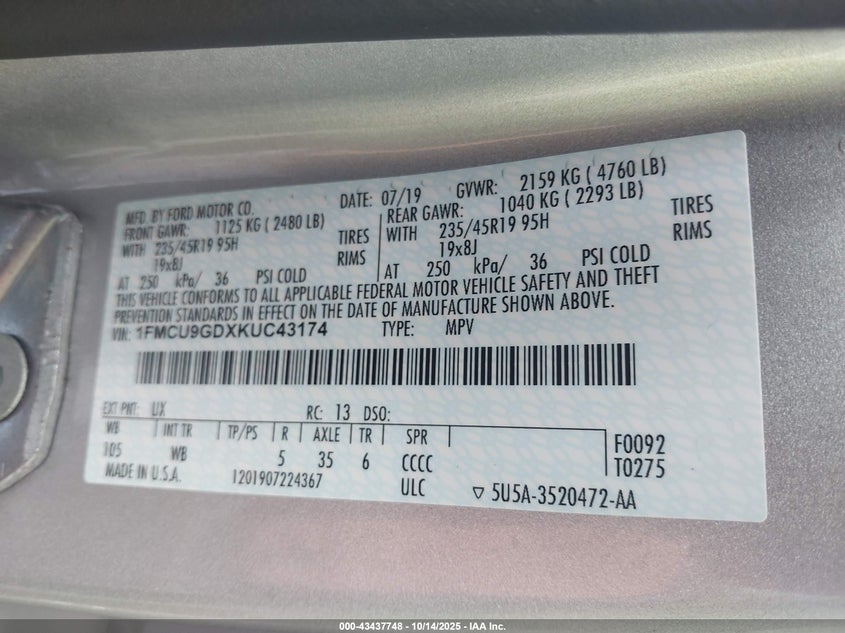 MFD. BY FORD MOTOR CO. DATE: 07/19 GVWR: 2159 KG ( 4760 LB)
FRONT GAWR: 1125 KG ( 2480 LB) REAR GAWR: 1040 KG ( 2293 LB)
WITH 235/45R19 95H TIRES WITH 235/45R19 95H TIRES
19x8J RIMS 19x8J RIMS
AT 250 kPa/ 36 PSI COLD AT 250 kPa/ 36 PSI COLD
THIS VEHICLE CONFORMS TO ALL APPLICABLE FEDERAL MOTOR VEHICLE SAFETY AND THEFT
PREVENTION STANDARDS IN EFFECT ON THE DATE OF MANUFACTURE SHOWN ABOVE.
VIN: 1FMCU9GDXKUC43174 TYPE: MPV
EXT PNT: UX RC: 13 DSO:
WB INT TR TP/PS R AXLE TR SPR F0092
105 WB 5 35 6 CCCC T0275
MADE IN U.S.A. 1201907224367 ULC ▽ 5U5A-3520472-AA
000-43437748 - 10/14/2025 - IAA Inc.